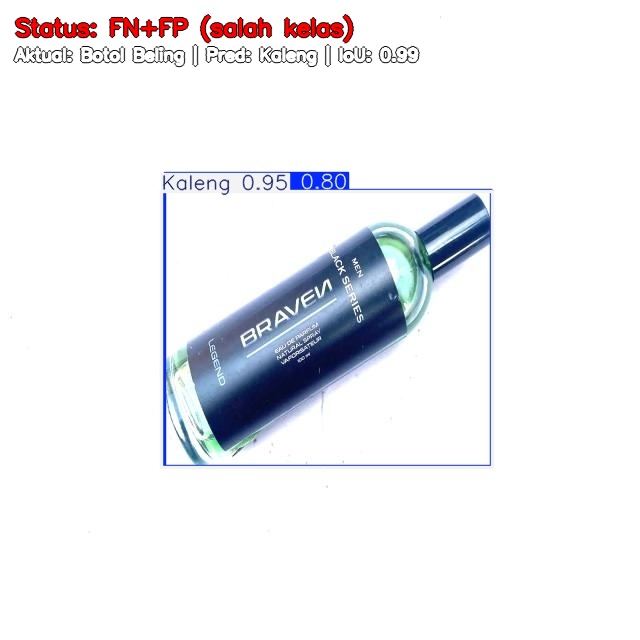 Status: FN+FP (salah kelas)
Aktual: Botol Beling | Pred: Kaleng | IoU: 0.99
Kaleng 0.95 0.80
MEN
BLACK SERIES
BRAVEN
EAU DE PARFUM
NATURAL SPRAY
VAPORISATEUR
LEGEND